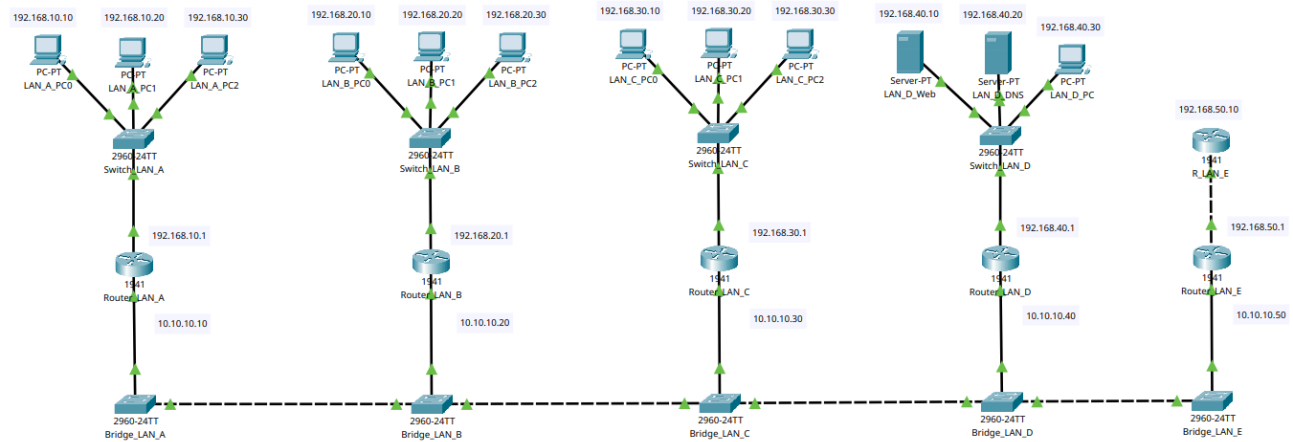 192.168.10.10
192.168.10.20
192.168.10.30
PC-PT
LAN_A_PC0
PC-PT
LAN_A_PC1
PC-PT
LAN_A_PC2
2960-24TT
Switch_LAN_A
192.168.10.1
1941
Router_LAN_A
10.10.10.10
2960-24TT
Bridge_LAN_A
192.168.20.10
192.168.20.20
192.168.20.30
PC-PT
LAN_B_PC0
PC-PT
LAN_B_PC1
PC-PT
LAN_B_PC2
2960-24TT
Switch_LAN_B
192.168.20.1
1941
Router_LAN_B
10.10.10.20
2960-24TT
Bridge_LAN_B
192.168.30.10
192.168.30.20
192.168.30.30
PC-PT
LAN_C_PC0
PC-PT
LAN_C_PC1
PC-PT
LAN_C_PC2
2960-24TT
Switch_LAN_C
192.168.30.1
1941
Router_LAN_C
10.10.10.30
2960-24TT
Bridge_LAN_C
192.168.40.10
192.168.40.20
192.168.40.30
Server-PT
LAN_D_Web
Server-PT
LAN_D_DNS
PC-PT
LAN_D_PC
2960-24TT
Switch_LAN_D
192.168.40.1
1941
Router_LAN_D
10.10.10.40
2960-24TT
Bridge_LAN_D
192.168.50.10
1941
R_LAN_E
192.168.50.1
1941
Router_LAN_E
10.10.10.50
2960-24TT
Bridge_LAN_E